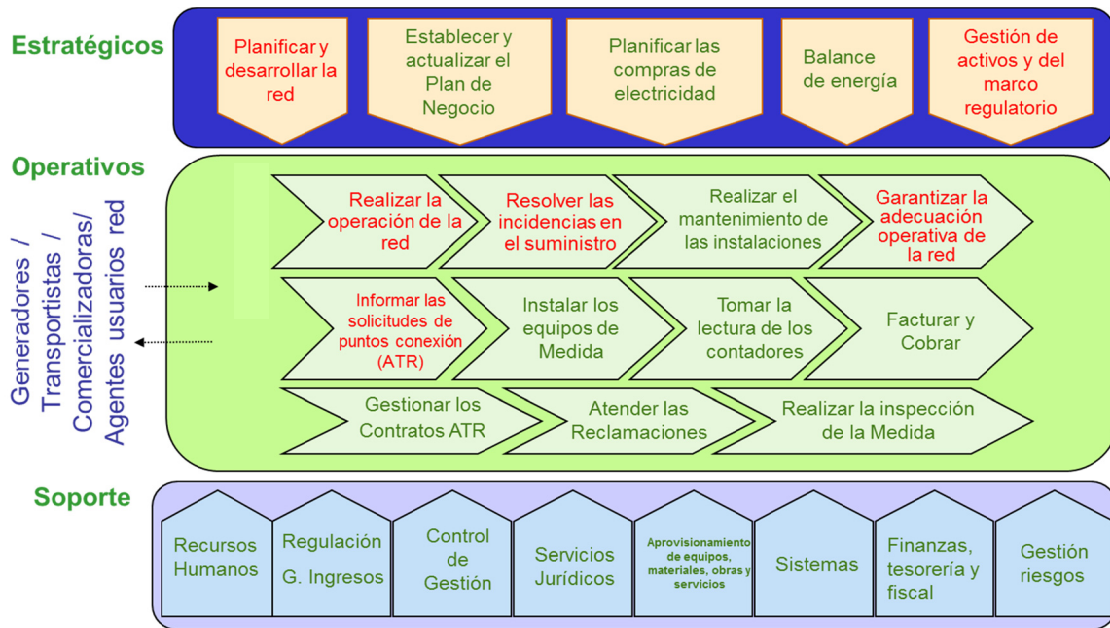 Estratégicos
Planificar y
desarrollar la
red
Establecer y
actualizar el
Plan de
Negocio
Planificar las
compras de
electricidad
Balance
de energía
Gestión de
activos y del
marco
regulatorio
Operativos
Generadores /
Transportistas /
Comercializadoras/
Agentes usuarios red
Realizar la
operación de la
red
Resolver las
incidencias en
el suministro
Realizar el
mantenimiento de
las instalaciones
Garantizar la
adecuación
operativa de
la red
Informar las
solicitudes de
puntos conexión
(ATR)
Instalar los
equipos de
Medida
Tomar la
lectura de los
contadores
Facturar y
Cobrar
Gestionar los
Contratos ATR
Atender las
Reclamaciones
Realizar la inspección
de la Medida
Soporte
Recursos
Humanos
Regulación
G. Ingresos
Control
de
Gestión
Servicios
Jurídicos
Aprovisionamiento
de equipos,
materiales, obras y
servicios
Sistemas
Finanzas,
tesorería y
fiscal
Gestión
riesgos